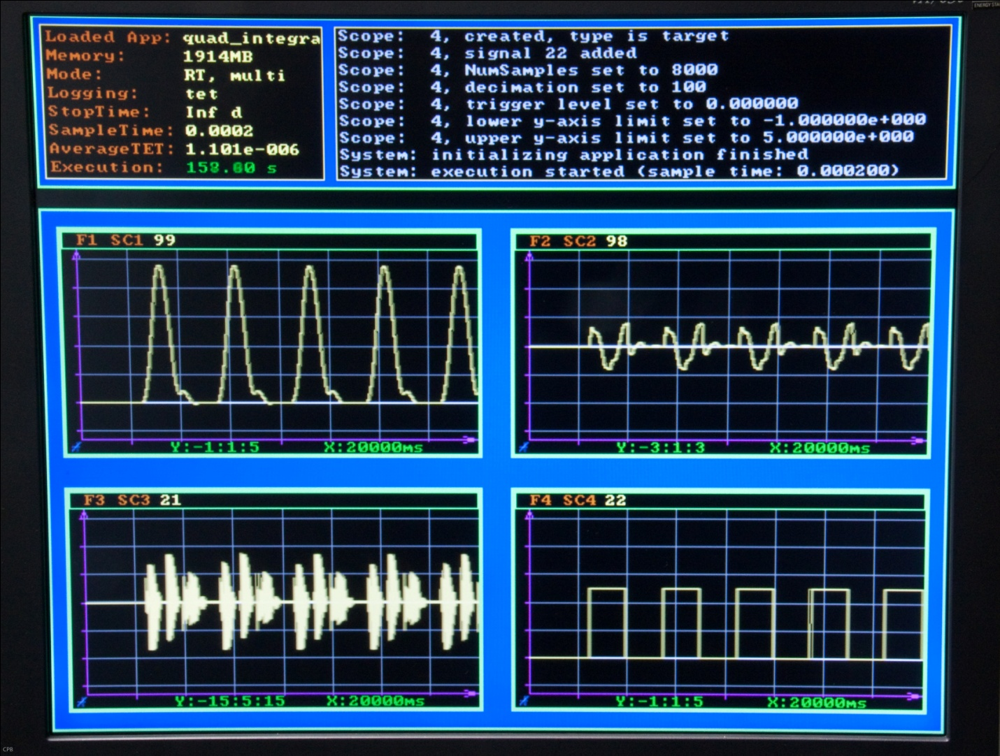 ENERGY STA
Loaded App: quad_integra
Memory: 1914MB
Mode: RT, multi
Logging: tet
StopTime: Inf d
SampleTime: 0.0002
AverageTET: 1.101e-006
Execution: s
Scope: 4, created, type is target
Scope: 4, signal 22 added
Scope: 4, NumSamples set to 8000
Scope: 4, decimation set to 100
Scope: 4, trigger level set to 0.000000
Scope: 4, lower y-axis limit set to -1.000000e+000
Scope: 4, upper y-axis limit set to 5.000000e+000
System: initializing application finished
System: execution started (sample time: 0.000200)
F1 SC1 99
Y:-1:1:5 X:20000ms
F2 SC2 98
Y:-3:1:3 X:20000ms
F3 SC3 21
Y:-15:5:15 X:20000ms
F4 SC4 22
Y:-1:1:5 X:20000ms
CPB